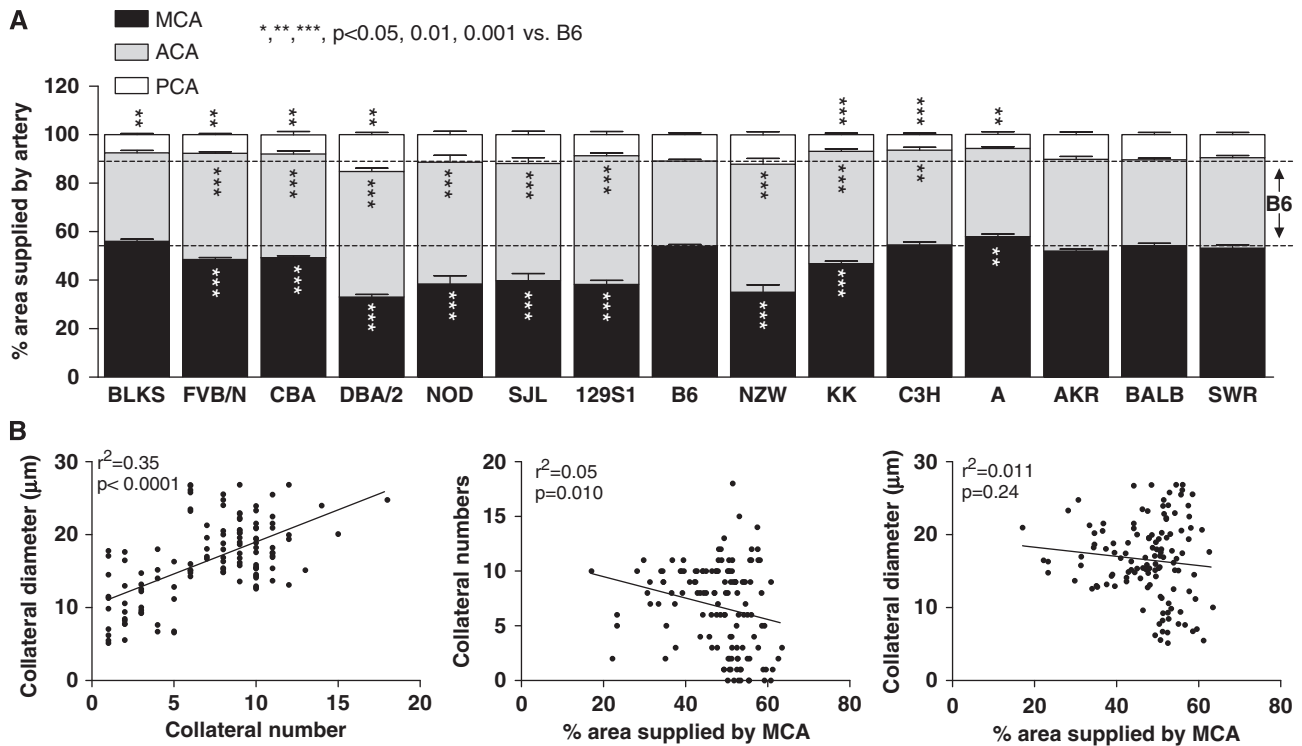 A
MCA
ACA
PCA
*,**,***, p<0.05, 0.01, 0.001 vs. B6
% area supplied by artery
120
100
80
60
40
20
0
** ** ** ** *** *** **
*** *** *** *** *** *** *** *** **
*** *** *** *** *** *** *** *** **
B6
BLKS FVB/N CBA DBA/2 NOD SJL 129S1 B6 NZW KK C3H A AKR BALB SWR
B
Collateral diameter (µm)
30
20
10
0
r2=0.35
p< 0.0001
0 5 10 15 20
Collateral number
Collateral numbers
20
15
10
5
0
r2=0.05
p=0.010
0 20 40 60 80
% area supplied by MCA
Collateral diameter (µm)
30
20
10
0
r2=0.011
p=0.24
0 20 40 60 80
% area supplied by MCA